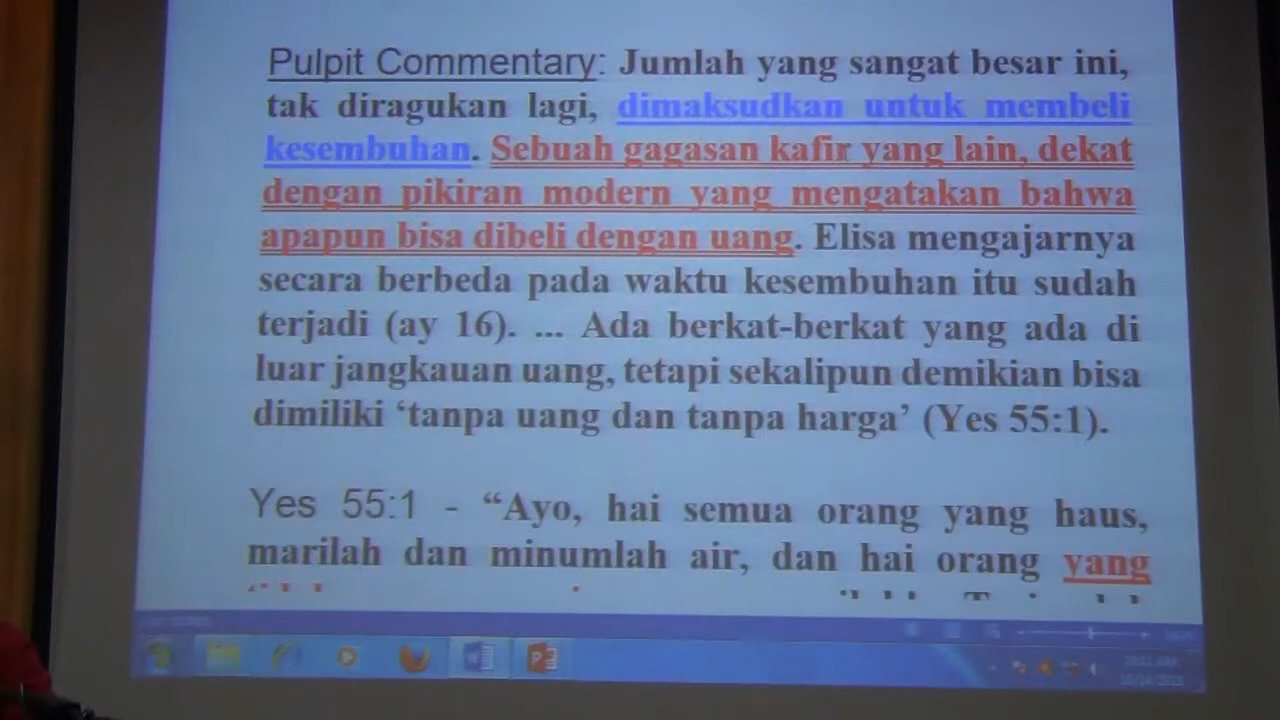 Pulpit Commentary: Jumlah yang sangat besar ini,
tak diragukan lagi, dimaksudkan untuk membeli
kesembuhan. Sebuah gagasan kafir yang lain, dekat
dengan pikiran modern yang mengatakan bahwa
apapun bisa dibeli dengan uang. Elisa mengajarnya
secara berbeda pada waktu kesembuhan itu sudah
terjadi (ay 16). ... Ada berkat-berkat yang ada di
luar jangkauan uang, tetapi sekalipun demikian bisa
dimiliki ‘tanpa uang dan tanpa harga’ (Yes 55:1).
Yes 55:1 - “Ayo, hai semua orang yang haus,
marilah dan minumlah air, dan hai orang yang